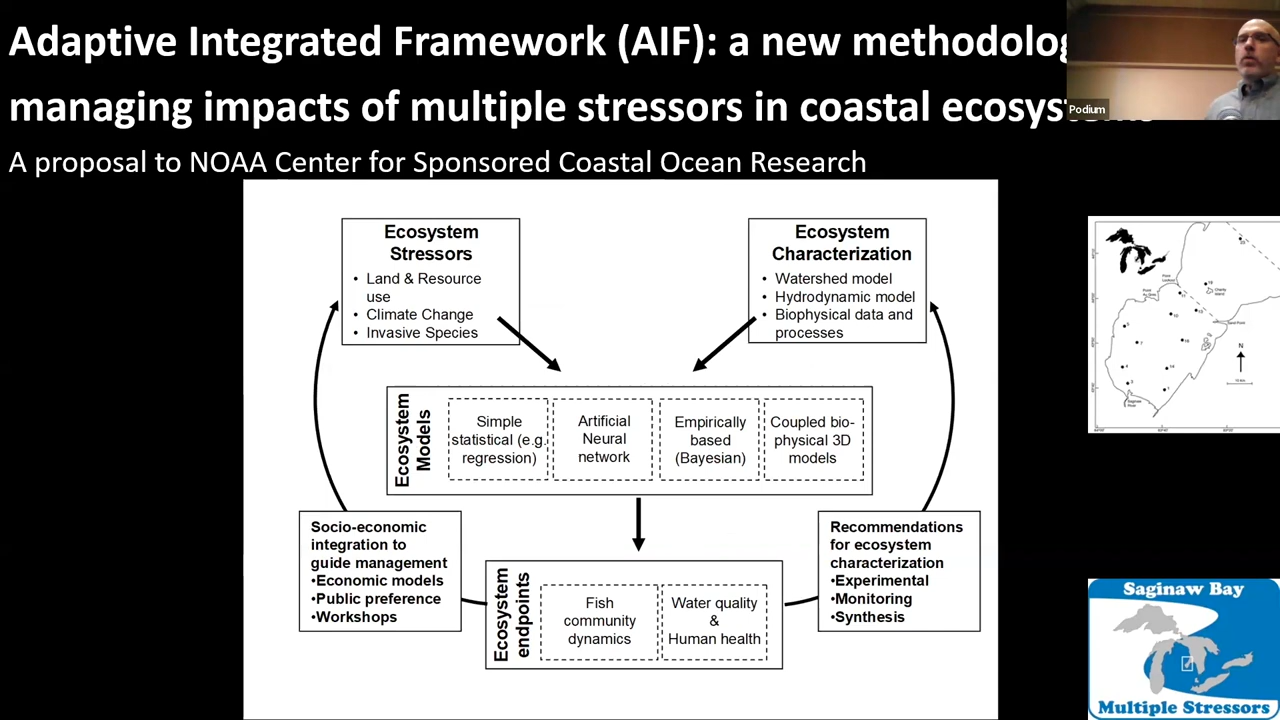 Adaptive Integrated Framework (AIF): a new methodolog
managing impacts of multiple stressors in coastal ecosys
A proposal to NOAA Center for Sponsored Coastal Ocean Research
Podium
Ecosystem
Stressors
• Land & Resource
use
• Climate Change
• Invasive Species
Ecosystem
Characterization
• Watershed model
• Hydrodynamic model
• Biophysical data and
processes
Ecosystem
Models
Simple
statistical (e.g.
regression)
Artificial
Neural
network
Empirically
based
(Bayesian)
Coupled bio-
physical 3D
models
Socio-economic
integration to
guide management
•Economic models
•Public preference
•Workshops
Ecosystem
endpoints
Fish
community
dynamics
Water quality
&
Human health
Recommendations
for ecosystem
characterization
•Experimental
•Monitoring
•Synthesis
N
Saginaw Bay
Multiple Stressors